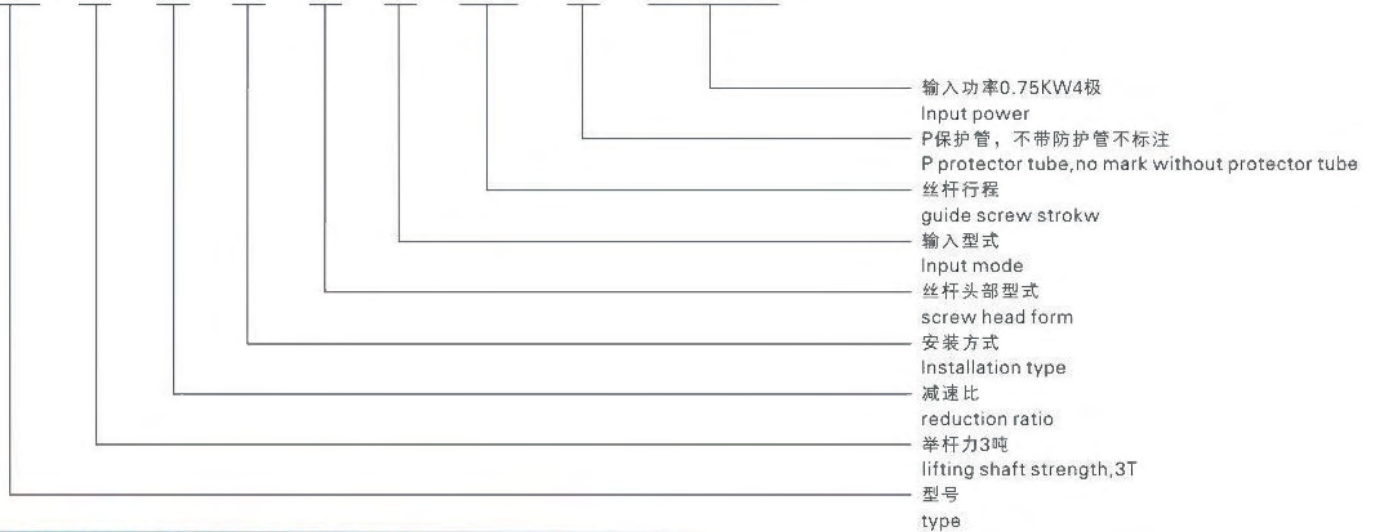 输入功率0.75KW4极
Input power
P保护管，不带防护管不标注
P protector tube,no mark without protector tube
丝杆行程
guide screw strokw
输入型式
Input mode
丝杆头部型式
screw head form
安装方式
Installation type
减速比
reduction ratio
举杆力3吨
lifting shaft strength,3T
型号
type